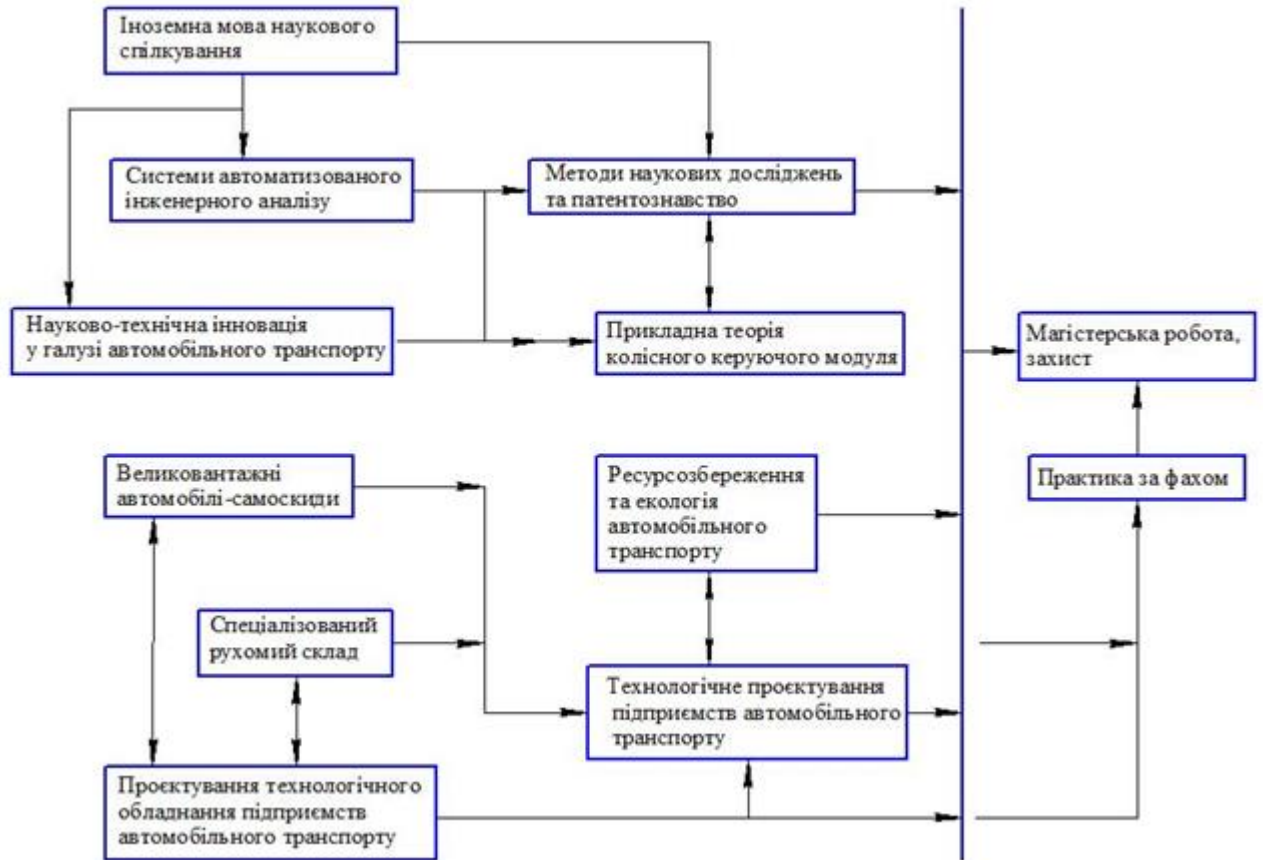 Іноземна мова наукового
спілкування
Системи автоматизованого
інженерного аналізу
Методи наукових досліджень
та патентознавство
Науково-технічна інновація
у галузі автомобільного транспорту
Прикладна теорія
колісного керуючого модуля
Магістерська робота,
захист
Великовантажні
автомобілі-самоскиди
Ресурсозбереження
та екологія
автомобільного
транспорту
Практика за фахом
Спеціалізований
рухомий склад
Технологічне проєктування
підприємств автомобільного
транспорту
Проєктування технологічного
обладнання підприємств
автомобільного транспорту